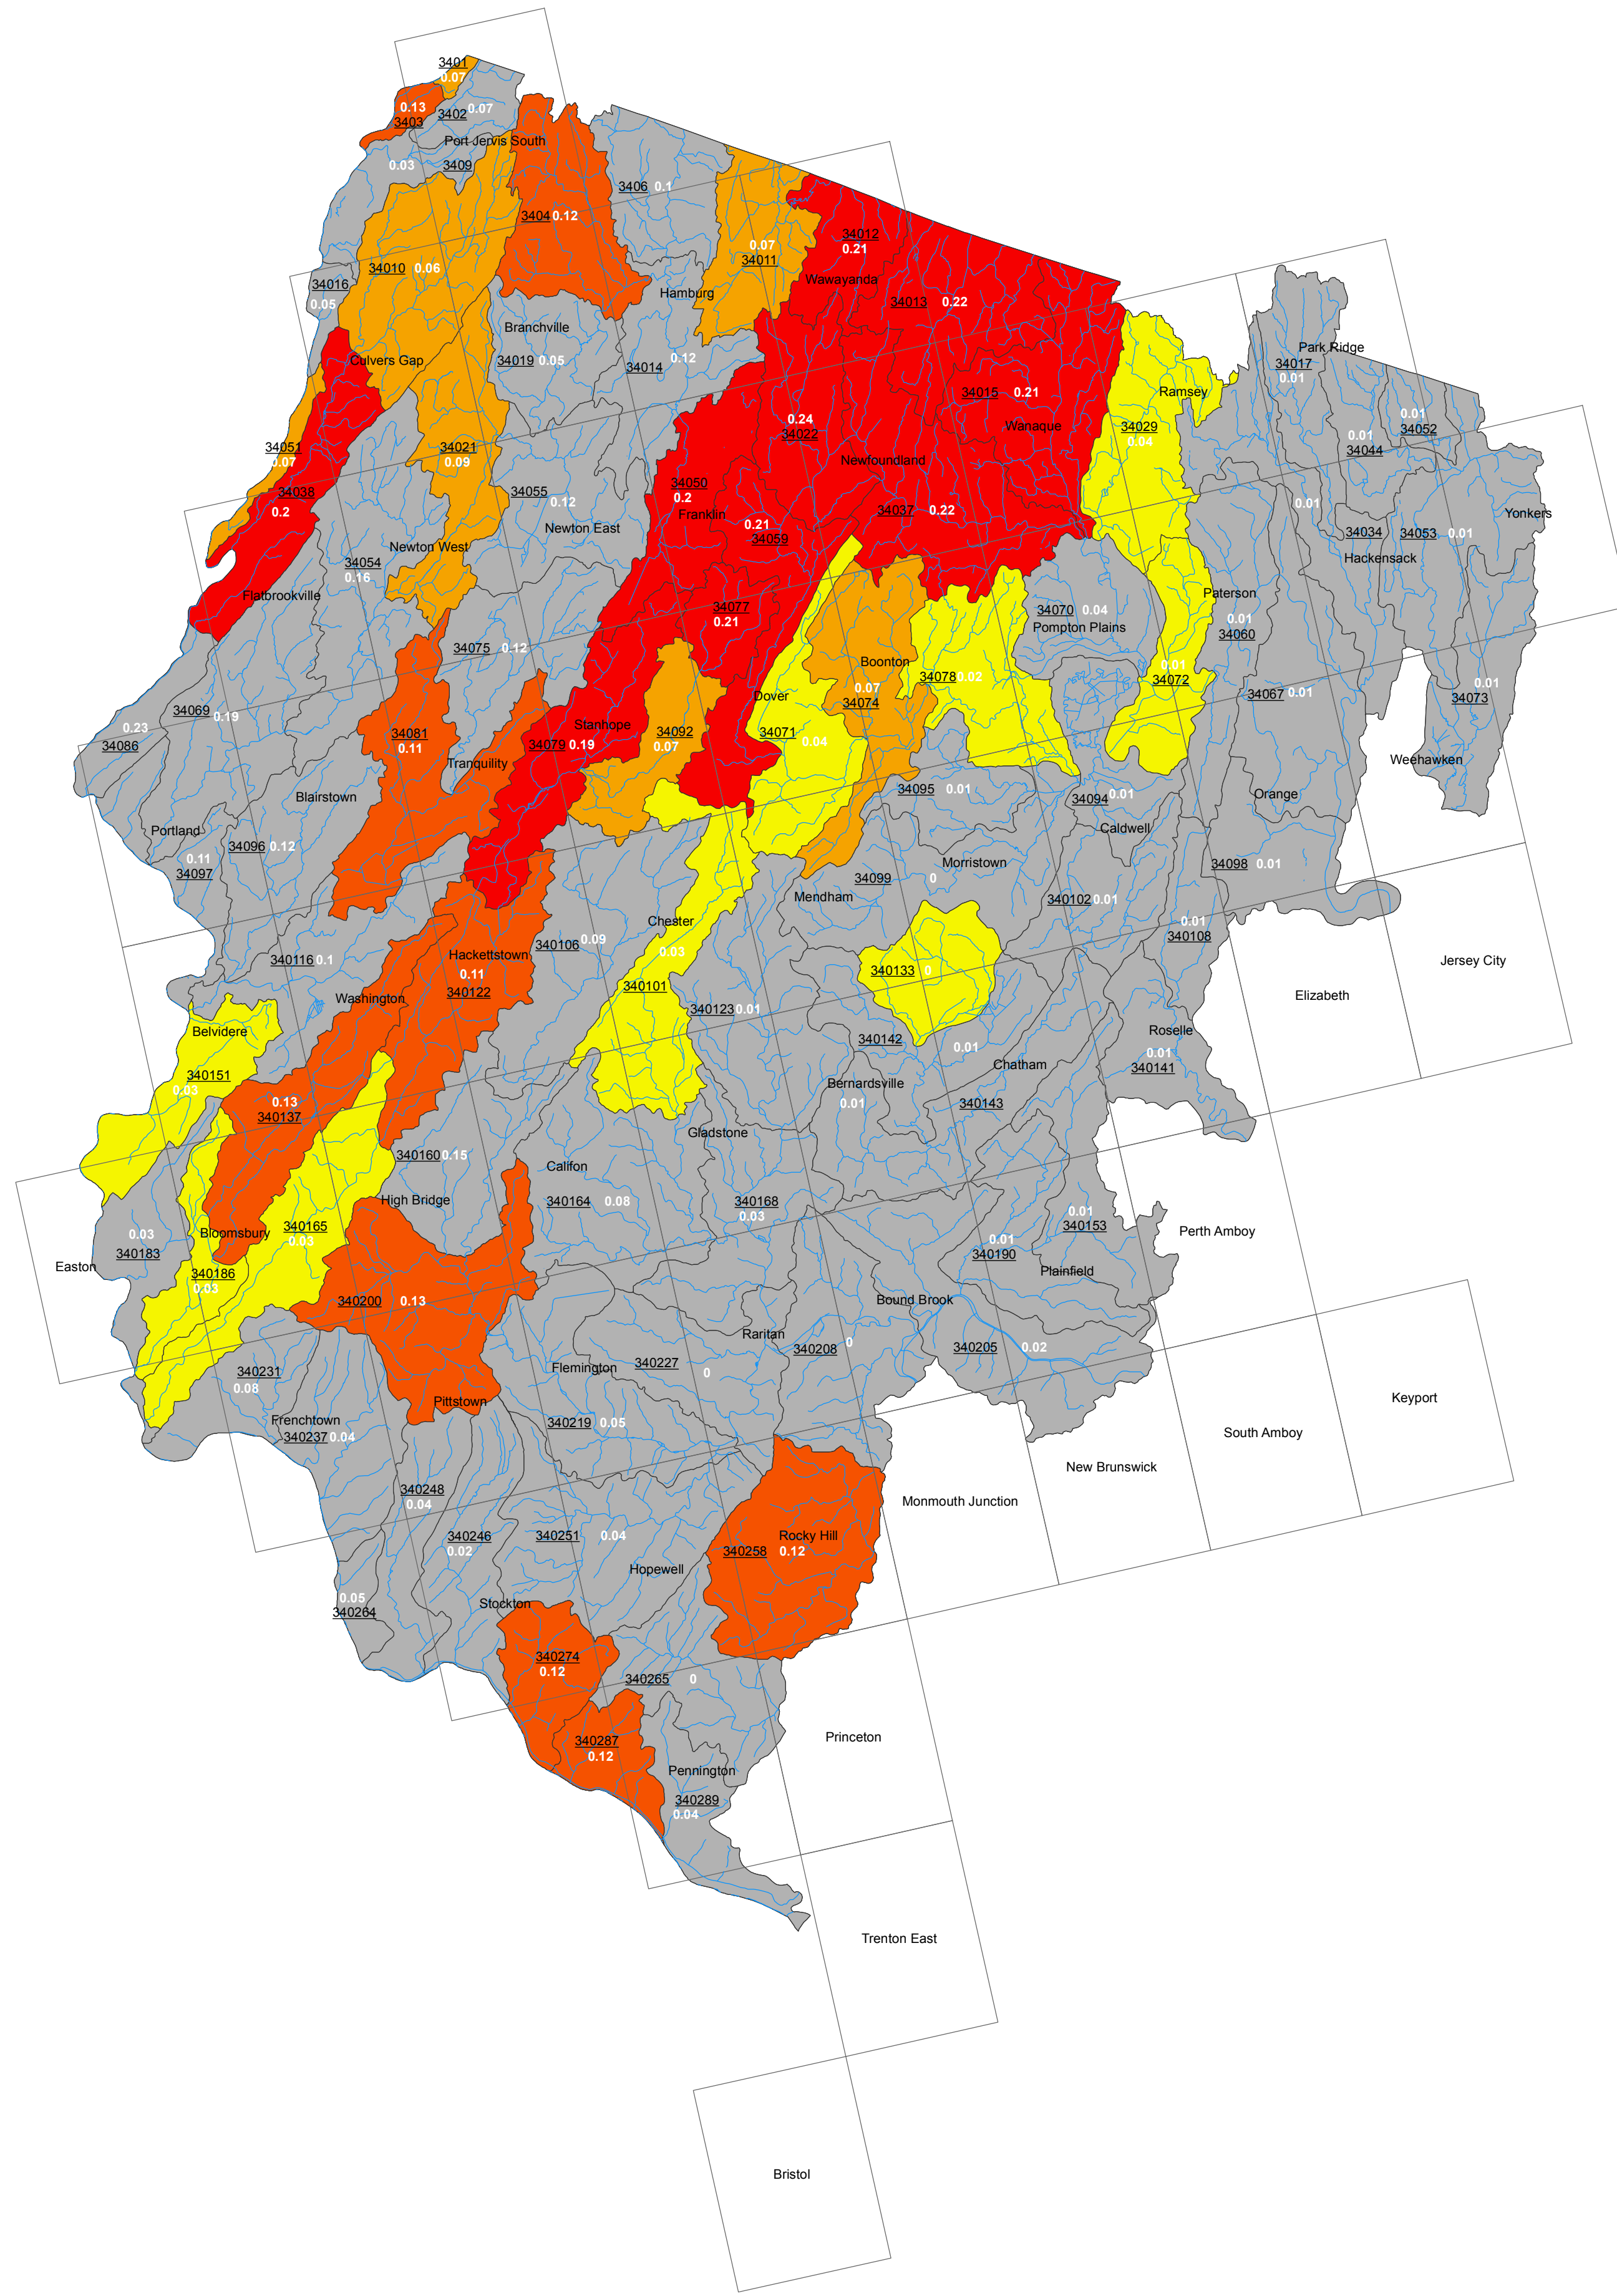 3401
0.07
0.13
3403
3402 0.07
Port Jervis South
0.03 3409
3406 0.1
3404 0.12
34012
0.21
0.07
34011
Wawayanda
34010 0.06
34016
0.05
Hamburg
34013 0.22
Branchville
34019 0.05
Culvers Gap
34014 0.12
Park Ridge
34017
0.01
Ramsey
34015 0.21
Wanaque
34029
0.04
0.24
34022
0.01
34052
0.01
34044
34051
0.07
34021
0.09
Newfoundland
34038
0.2
34050
0.2
Franklin
34055 0.12
Newton East
0.21
34059
34037 0.22
0.01
Yonkers
34034 34053 0.01
Hackensack
Newton West
34054
0.16
Flatbrookville
Paterson
0.01
34060
34077
0.21
34070 0.04
Pompton Plains
34075 0.12
Boonton
0.07
34074
34078 0.02
0.01
34072
34067 0.01
0.01
34073
Dover
34069 0.19
0.23
34086
34081
0.11
Stanhope
34079 0.19
34092
0.07
34071 0.04
Tranquility
Weehawken
Blairstown
34095 0.01
34094 0.01
Orange
Portland
Caldwell
34096 0.12
0.11
34097
Morristown
34098 0.01
34099 0
Mendham
340102 0.01
Chester
0.03
0.01
340108
340106 0.09
Hackettstown
0.11
340122
340116 0.1
Jersey City
340133 0
340101
Elizabeth
Washington
340123 0.01
Belvidere
Roselle
0.01
340141
340142 0.01
Chatham
340151
0.03
Bernardsville
0.01
0.13
340137
340143
Gladstone
340160 0.15
Califon
High Bridge
340164 0.08
340168
0.03
0.01
340153
Perth Amboy
340165
0.03
Bloomsbury
0.03
340183
0.01
340190
Easton
340186
0.03
Plainfield
340200 0.13
Bound Brook
Raritan
340208 0
340205 0.02
340227 0
Flemington
340231
0.08
Pittstown
Keyport
340219 0.05
Frenchtown
340237 0.04
South Amboy
New Brunswick
340248
0.04
Monmouth Junction
340246
0.02
340251 0.04
Rocky Hill
340258 0.12
Hopewell
0.05
340264
Stockton
340274
0.12
340265 0
340287
0.12
Princeton
Pennington
340289
0.04
Trenton East
Bristol